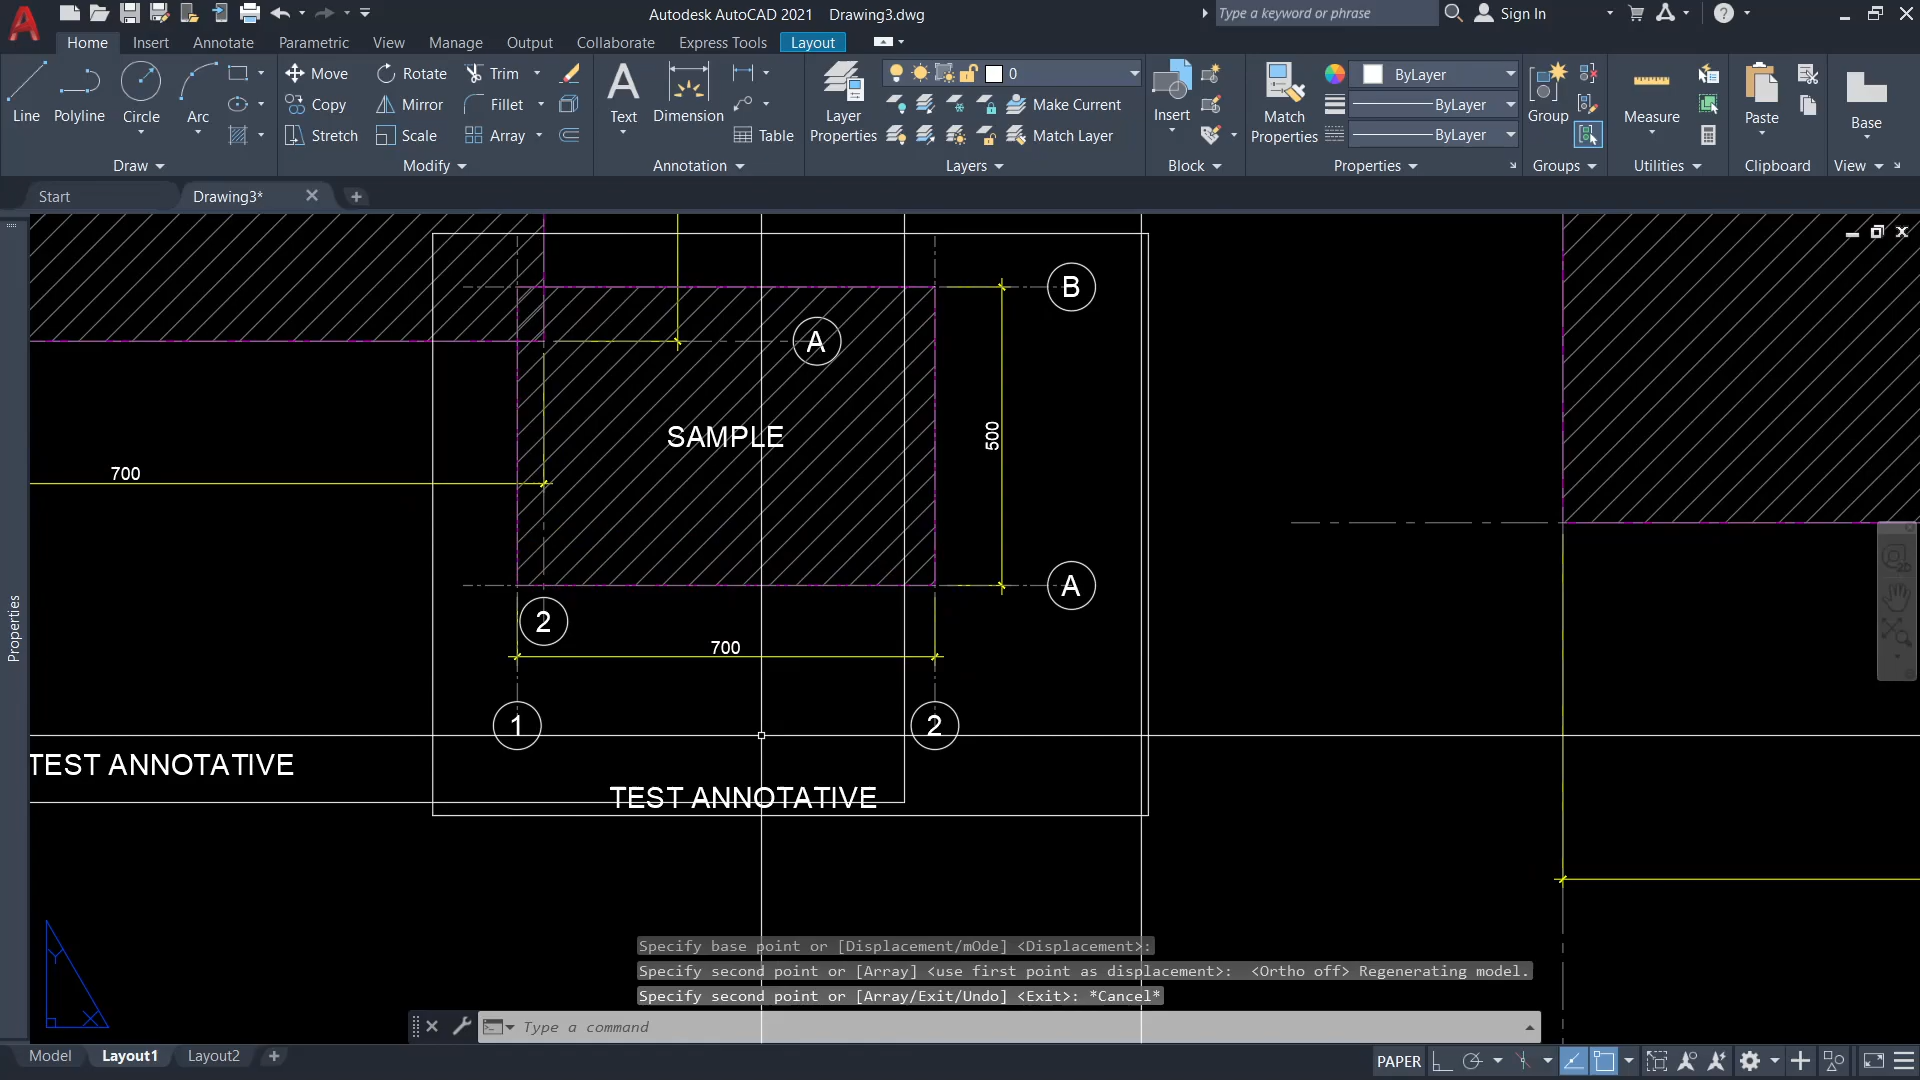 Autodesk AutoCAD 2021 Drawing3.dwg
Type a keyword or phrase
Sign In
Home Insert Annotate Parametric View Manage Output Collaborate Express Tools Layout
Line Polyline Circle Arc
Draw
Move Rotate Trim
Copy Mirror Fillet
Stretch Scale Array
Modify
Text Dimension Table
Annotation
Layer Properties
0
Make Current
Match Layer
Layers
Insert
Block
Match Properties
ByLayer
ByLayer
ByLayer
Properties
Group
Groups
Measure
Utilities
Paste
Clipboard
Base
View
Start Drawing3*
Properties
B
A
SAMPLE
500
700
A
2
700
1
2
TEST ANNOTATIVE
TEST ANNOTATIVE
Y
X
2D
Specify base point or [Displacement/mOde] <Displacement>:
Specify second point or [Array] <use first point as displacement>: <Ortho off> Regenerating model.
Specify second point or [Array/Exit/Undo] <Exit>: *Cancel*
Type a command
Model Layout1 Layout2
PAPER